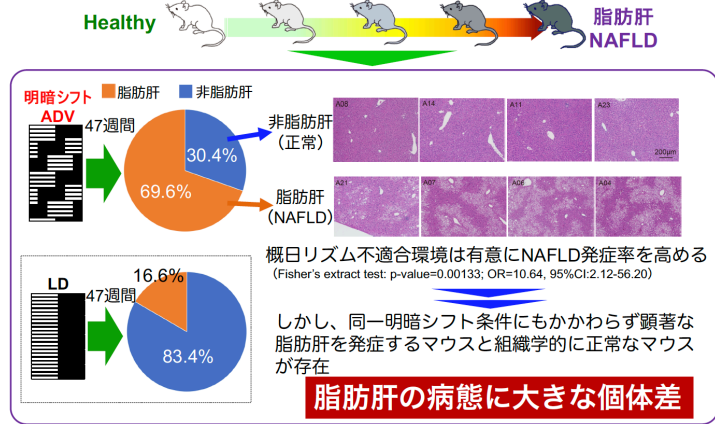 Healthy
脂肪肝
NAFLD
明暗シフト
ADV
脂肪肝
非脂肪肝
47週間
30.4%
69.6%
非脂肪肝
(正常)
脂肪肝
(NAFLD)
A08
A14
A11
A23
200μm
A21
A07
A06
A04
概日リズム不適合環境は有意にNAFLD発症率を高める
(Fisher's extract test: p-value=0.00133; OR=10.64, 95%CI:2.12-56.20)
LD
47週間
16.6%
83.4%
しかし、同一明暗シフト条件にもかかわらず顕著な
脂肪肝を発症するマウスと組織学的に正常なマウス
が存在
脂肪肝の病態に大きな個体差